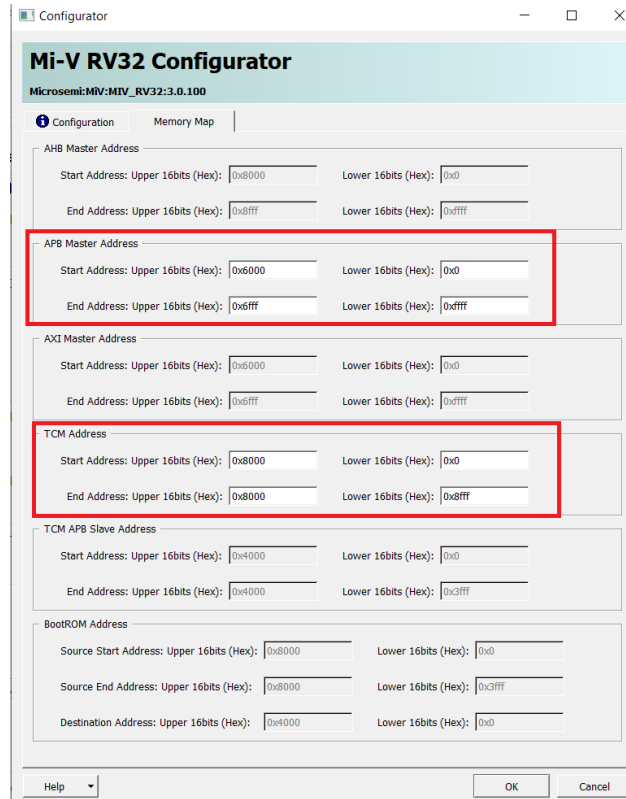 Configurator
Mi-V RV32 Configurator
Microsemi:MiV:MIV_RV32:3.0.100
Configuration Memory Map
AHB Master Address
Start Address: Upper 16bits (Hex): 0x8000 Lower 16bits (Hex): 0x0
End Address: Upper 16bits (Hex): 0x8fff Lower 16bits (Hex): 0xffff
APB Master Address
Start Address: Upper 16bits (Hex): 0x6000 Lower 16bits (Hex): 0x0
End Address: Upper 16bits (Hex): 0x6fff Lower 16bits (Hex): 0xffff
AXI Master Address
Start Address: Upper 16bits (Hex): 0x6000 Lower 16bits (Hex): 0x0
End Address: Upper 16bits (Hex): 0x6fff Lower 16bits (Hex): 0xffff
TCM Address
Start Address: Upper 16bits (Hex): 0x8000 Lower 16bits (Hex): 0x0
End Address: Upper 16bits (Hex): 0x8000 Lower 16bits (Hex): 0x8fff
TCM APB Slave Address
Start Address: Upper 16bits (Hex): 0x4000 Lower 16bits (Hex): 0x0
End Address: Upper 16bits (Hex): 0x4000 Lower 16bits (Hex): 0x3fff
BootROM Address
Source Start Address: Upper 16bits (Hex): 0x8000 Lower 16bits (Hex): 0x0
Source End Address: Upper 16bits (Hex): 0x8000 Lower 16bits (Hex): 0x3fff
Destination Address: Upper 16bits (Hex): 0x4000 Lower 16bits (Hex): 0x0
Help OK Cancel